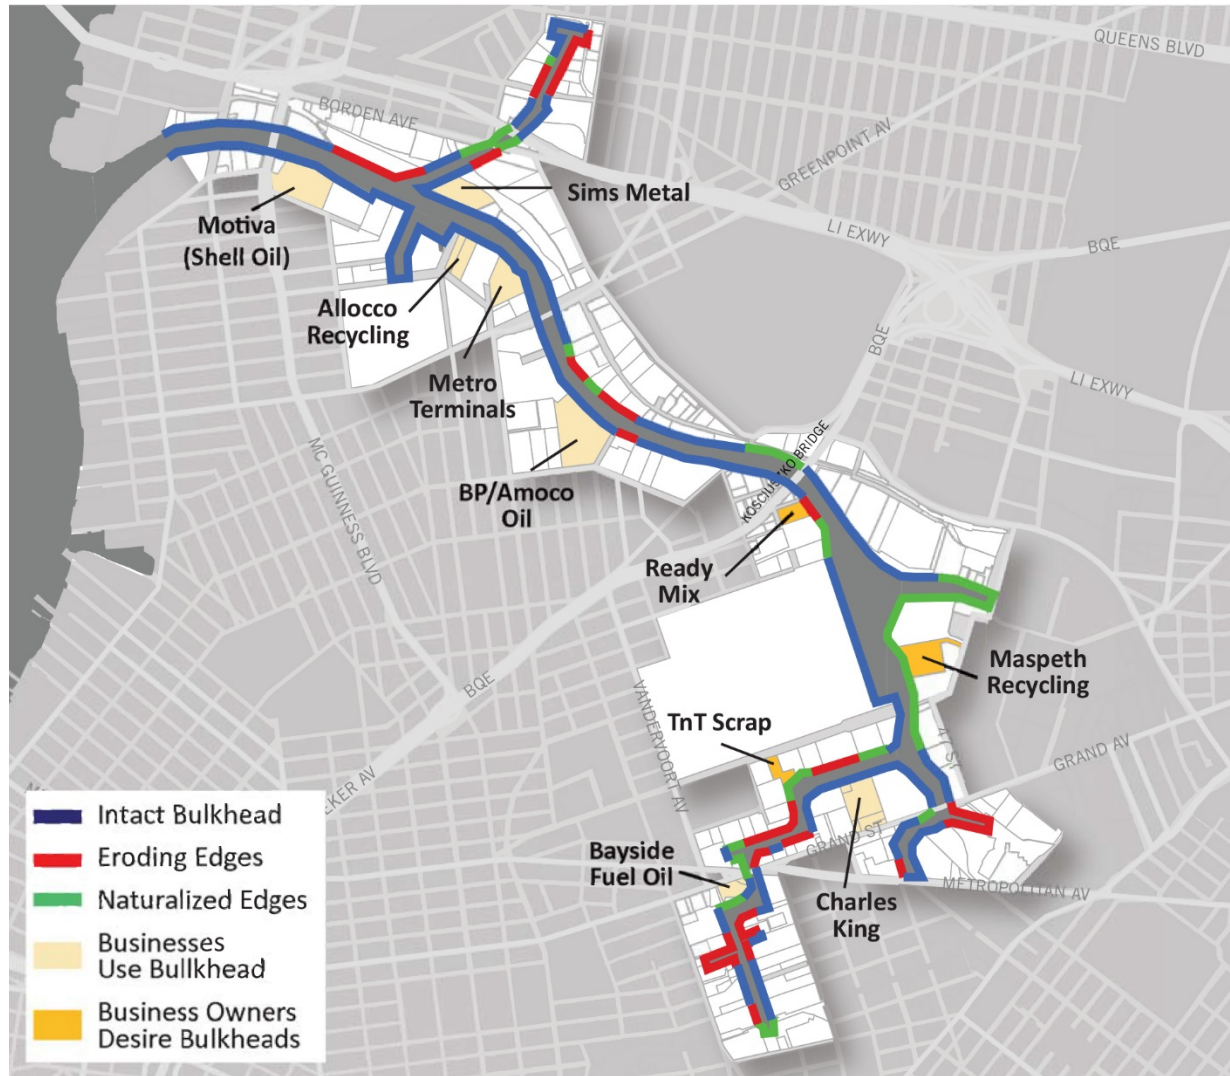 QUEENS BLVD
BORDEN AVE
GREENPOINT AV
Sims Metal
Motiva
(Shell Oil)
LI EXWY
BQE
Allocco
Recycling
BQE
LI EXWY
Metro
Terminals
MC GUINNESS BLVD
KOSCIUSZKO BRIDGE
BP/Amoco
Oil
Ready
Mix
Maspeth
Recycling
BQE
VANDERVOORT AV
TnT Scrap
GRAND AV
Intact Bulkhead
Eroding Edges
Naturalized Edges
Businesses
Use Bullkhead
Business Owners
Desire Bulkheads
GRAND ST
Bayside
Fuel Oil
METROPOLITAN AV
Charles
King